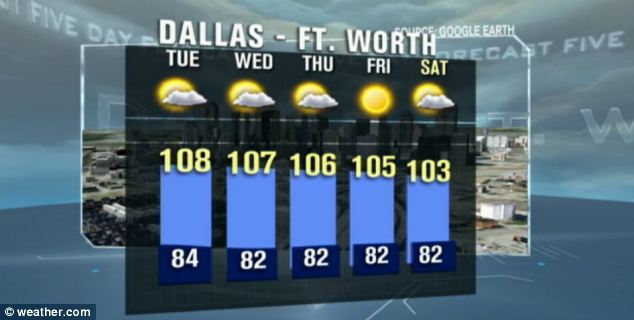 DALLAS - FT. WORTH
SOURCE: GOOGLE EARTH
FIVE DAY
FORECAST FIVE
TUE WED THU FRI SAT
108 107 106 105 103
84 82 82 82 82
© weather.com